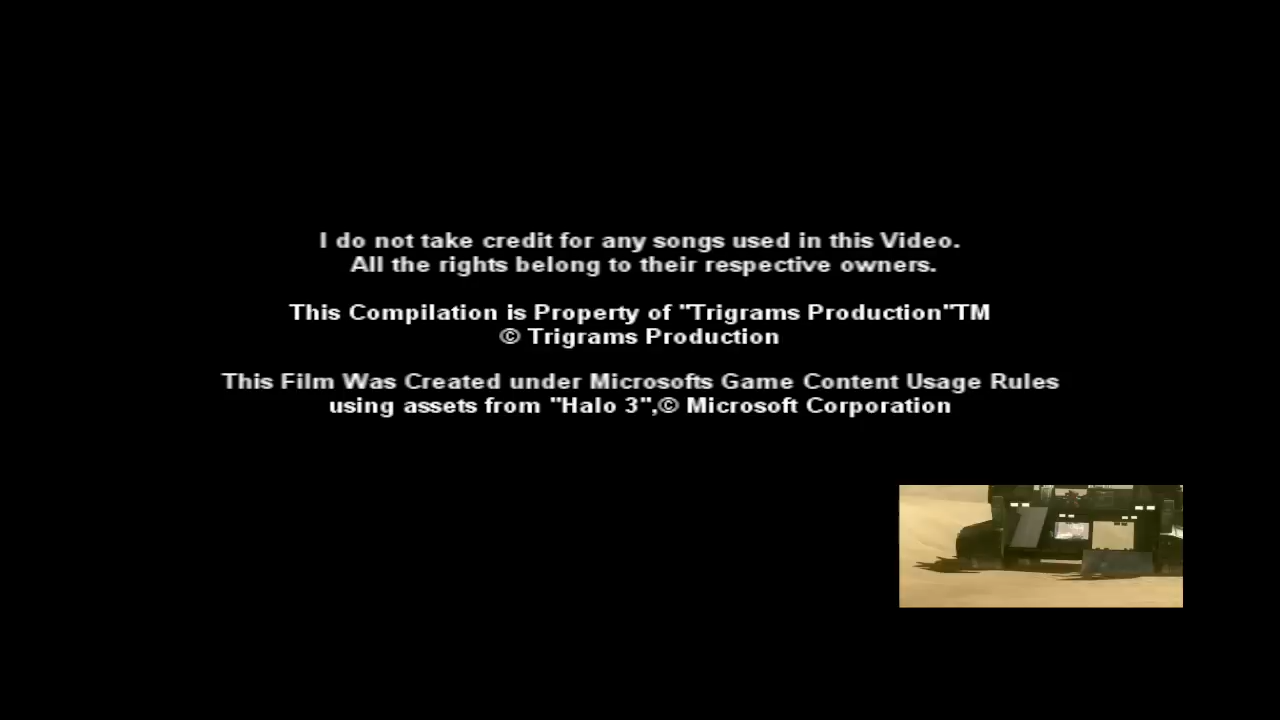 I do not take credit for any songs used in this Video.
All the rights belong to their respective owners.
This Compilation is Property of "Trigrams Production"TM
© Trigrams Production
This Film Was Created under Microsofts Game Content Usage Rules
using assets from "Halo 3",© Microsoft Corporation